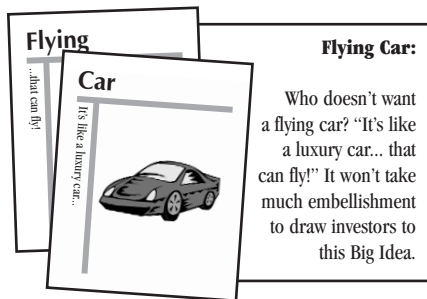 Flying
...that can fly!
Car
It's like a luxury car...
Flying Car:
Who doesn't want
a flying car? “It's like
a luxury car... that
can fly!” It won't take
much embellishment
to draw investors to
this Big Idea.